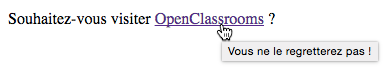 Souhaitez-vous visiter OpenClassrooms ?
Vous ne le regretterez pas !